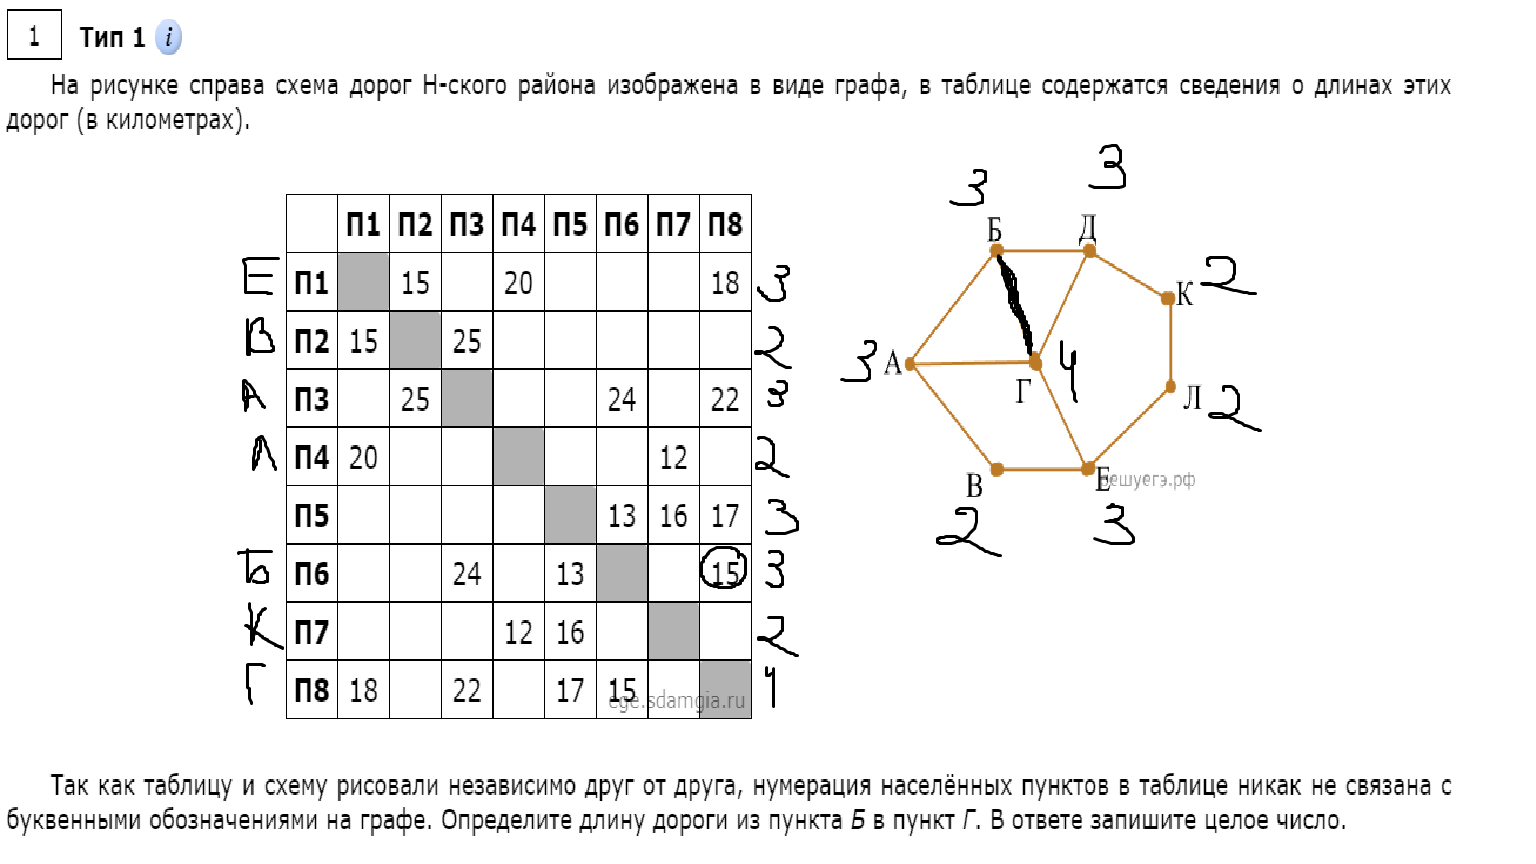 1 Тип 1 i
На рисунке справа схема дорог Н-ского района изображена в виде графа, в таблице содержатся сведения о длинах этих
дорог (в километрах).
П1 П2 П3 П4 П5 П6 П7 П8
Е П1 15 20 18 3
В П2 15 25 2
А П3 25 24 22 3
Л П4 20 12 2
П5 13 16 17 3
Б П6 24 13 15 3
К П7 12 16 2
Г П8 18 22 17 15 4
ege.sdamgia.ru
3 3
Б Д
К 2
3 А Г 4
Л 2
В Е
решуегэ.рф
2 3
Так как таблицу и схему рисовали независимо друг от друга, нумерация населённых пунктов в таблице никак не связана с
буквенными обозначениями на графе. Определите длину дороги из пункта Б в пункт Г. В ответе запишите целое число.